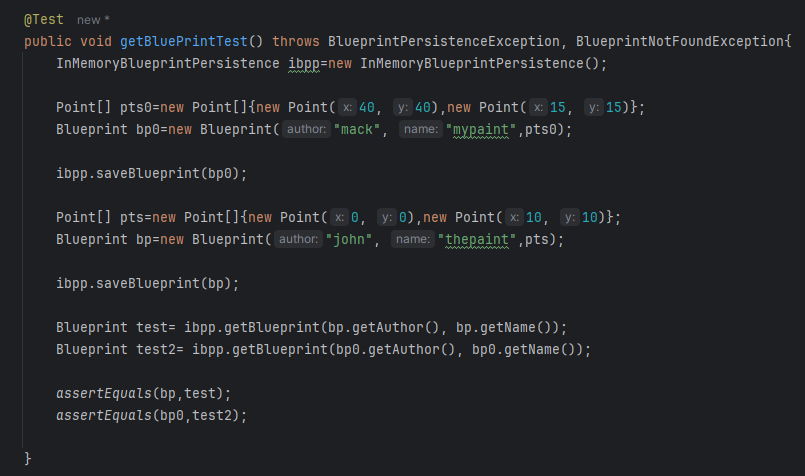 @Test new *
public void getBluePrintTest() throws BlueprintPersistenceException, BlueprintNotFoundException{
InMemoryBlueprintPersistence ibpp=new InMemoryBlueprintPersistence();
Point[] pts0=new Point[]{new Point( x: 40, y: 40),new Point( x: 15, y: 15)};
Blueprint bp0=new Blueprint( author: "mack", name: "mypaint",pts0);
ibpp.saveBlueprint(bp0);
Point[] pts=new Point[]{new Point( x: 0, y: 0),new Point( x: 10, y: 10)};
Blueprint bp=new Blueprint( author: "john", name: "thepaint",pts);
ibpp.saveBlueprint(bp);
Blueprint test= ibpp.getBlueprint(bp.getAuthor(), bp.getName());
Blueprint test2= ibpp.getBlueprint(bp0.getAuthor(), bp0.getName());
assertEquals(bp,test);
assertEquals(bp0,test2);
}